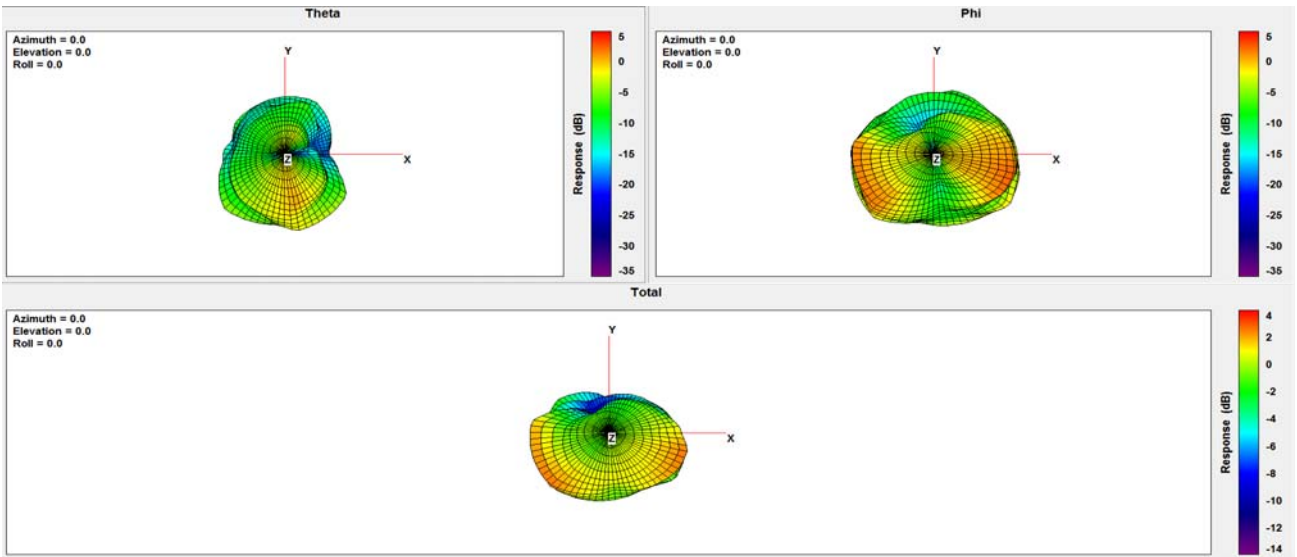 Theta
Azimuth = 0.0
Elevation = 0.0
Roll = 0.0
Y
X
Z
5
0
-5
-10
-15
-20
-25
-30
-35
Response (dB)
Phi
Azimuth = 0.0
Elevation = 0.0
Roll = 0.0
Y
X
Z
5
0
-5
-10
-15
-20
-25
-30
-35
Response (dB)
Total
Azimuth = 0.0
Elevation = 0.0
Roll = 0.0
Y
X
Z
4
2
0
-2
-4
-6
-8
-10
-12
-14
Response (dB)